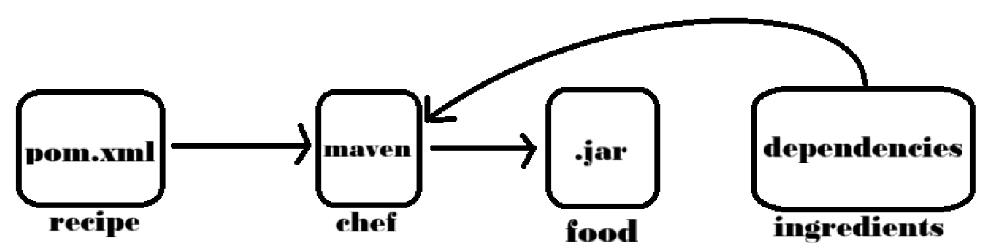 pom.xml
recipe
maven
chef
.jar
food
dependencies
ingredients